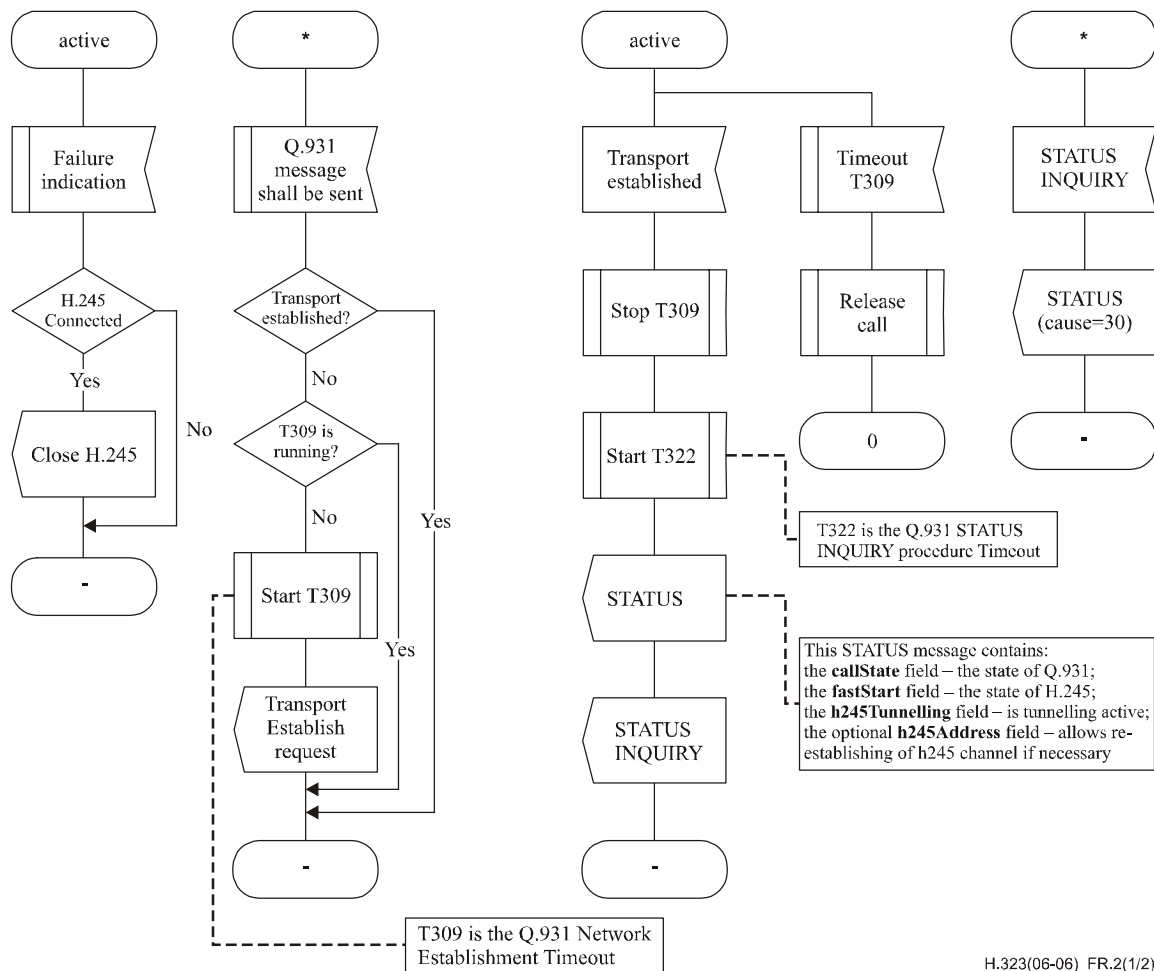 active
Failure
indication
H.245
Connected
Yes
No
Close H.245
-
*
Q.931
message
shall be sent
Transport
established?
No
T309 is
running?
No
Yes
Yes
Start T309
Transport
Establish
request
-
T309 is the Q.931 Network
Establishment Timeout
active
Transport
established
Stop T309
Start T322
STATUS
STATUS
INQUIRY
-
Timeout
T309
Release
call
0
T322 is the Q.931 STATUS
INQUIRY procedure Timeout
This STATUS message contains:
the callState field – the state of Q.931;
the fastStart field – the state of H.245;
the h245Tunnelling field – is tunnelling active;
the optional h245Address field – allows re-
establishing of h245 channel if necessary
*
STATUS
INQUIRY
STATUS
(cause=30)
-
H.323(06-06) FR.2(1/2)